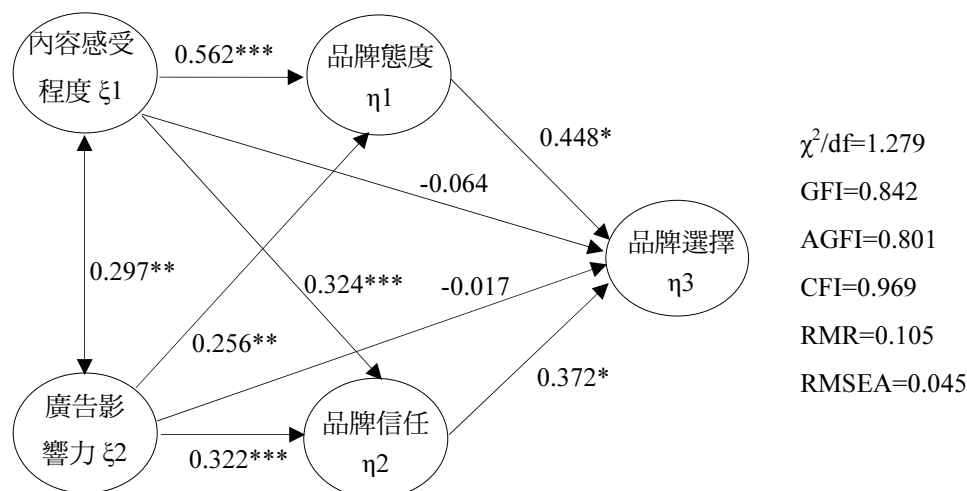 內容感受
程度 ξ1
0.562***
品牌態度
η1
0.448*
-0.064
品牌選擇
η3
0.297**
0.324***
-0.017
0.256**
0.372*
廣告影
響力 ξ2
0.322***
品牌信任
η2
χ²/df=1.279
GFI=0.842
AGFI=0.801
CFI=0.969
RMR=0.105
RMSEA=0.045